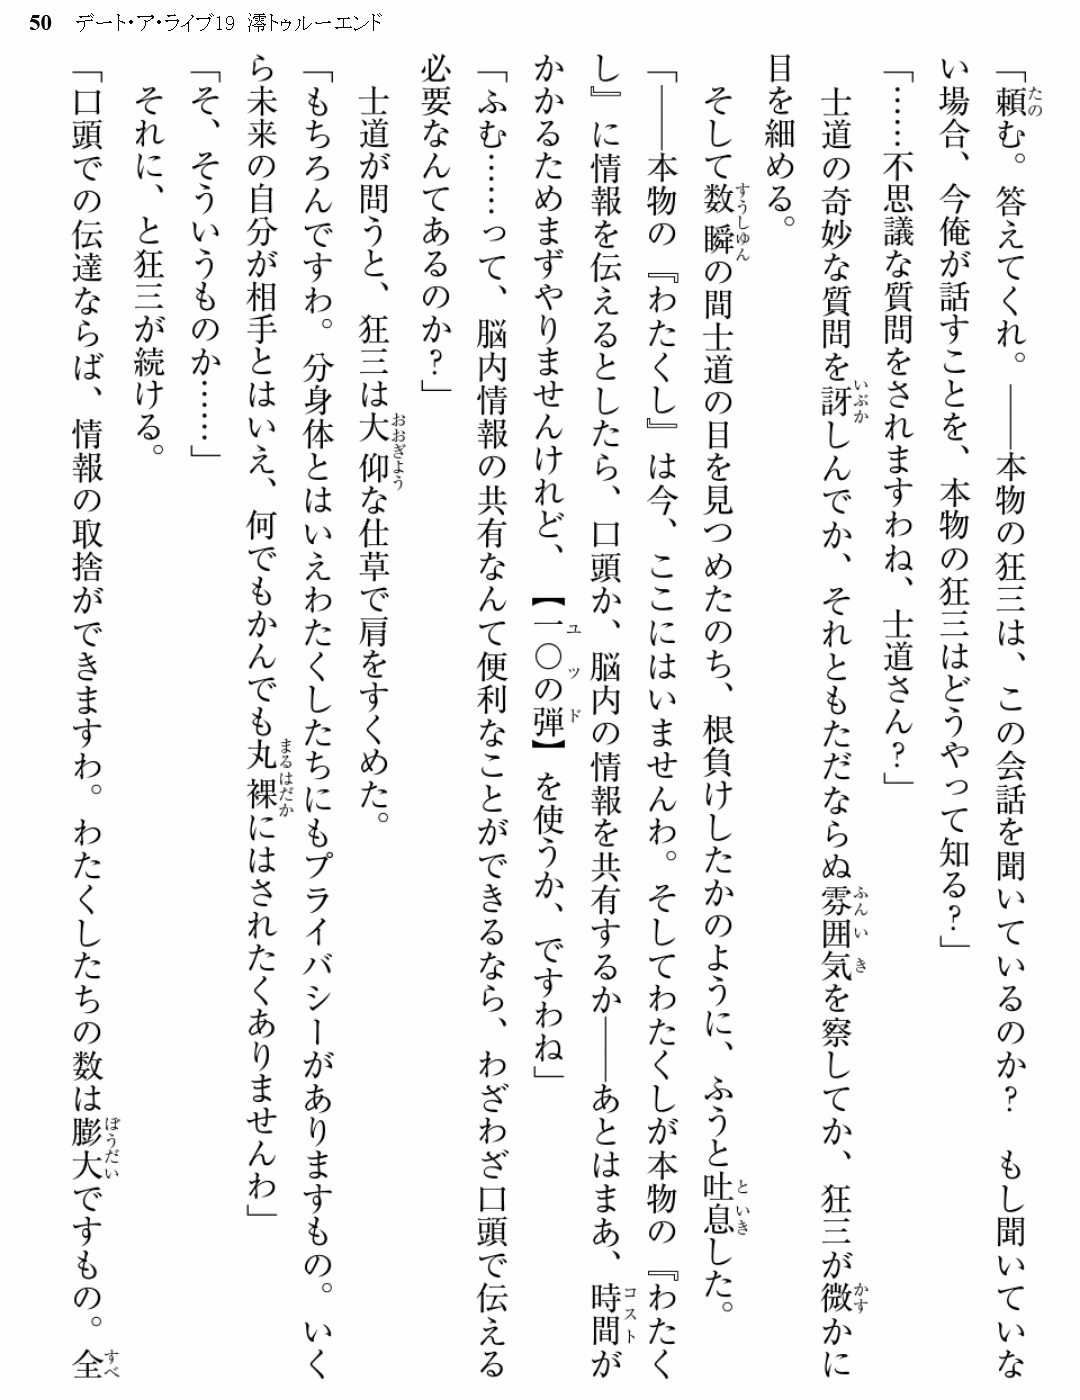 50 デート・ア・ライブ19 澪トゥルーエンド
「頼む。答えてくれ。――本物の狂三は、この会話を聞いているのか？　もし聞いていな
い場合、今俺が話すことを、本物の狂三はどうやって知る？」
「……不思議な質問をされますわね、士道さん？」
　士道の奇妙な質問を訝しんでか、それともただならぬ雰囲気を察してか、狂三が微かに
目を細める。
　そして数瞬の間士道の目を見つめたのち、根負けしたかのように、ふうと吐息した。
「――本物の『わたくし』は今、ここにはいませんわ。そしてわたくしが本物の『わたく
し』に情報を伝えるとしたら、口頭か、脳内の情報を共有するか――あとはまあ、時間が
かかるためまずやりませんけれど、【一〇の弾】を使うか、ですわね」
「ふむ……って、脳内情報の共有なんて便利なことができるなら、わざわざ口頭で伝える
必要なんてあるのか？」
　士道が問うと、狂三は大仰な仕草で肩をすくめた。
「もちろんですわ。分身体とはいえわたくしたちにもプライバシーがありますもの。いく
ら未来の自分が相手とはいえ、何でもかんでも丸裸にはされたくありませんわ」
「そ、そういうものか……」
　それに、と狂三が続ける。
「口頭での伝達ならば、情報の取捨ができますわ。わたくしたちの数は膨大ですもの。全